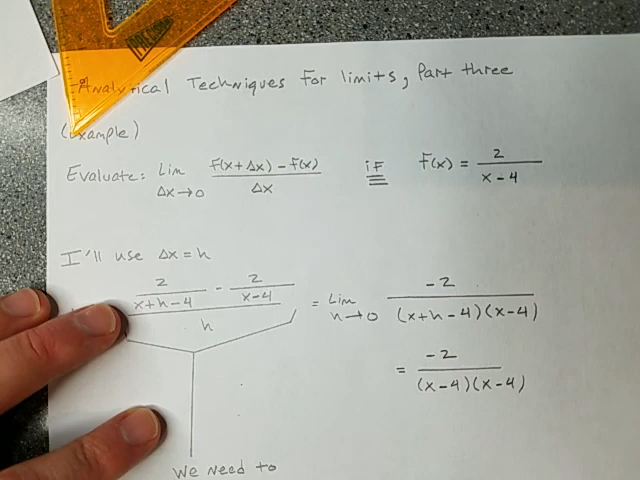 Analytical Techniques for limits, Part three
(Example)
Evaluate: Lim Δx→0 (f(x+Δx) - f(x))/Δx if f(x) = 2/(x-4)
I'll use Δx = h
(2/(x+h-4) - 2/(x-4))/h = Lim h→0 -2/((x+h-4)(x-4))
= -2/((x-4)(x-4))
We need to